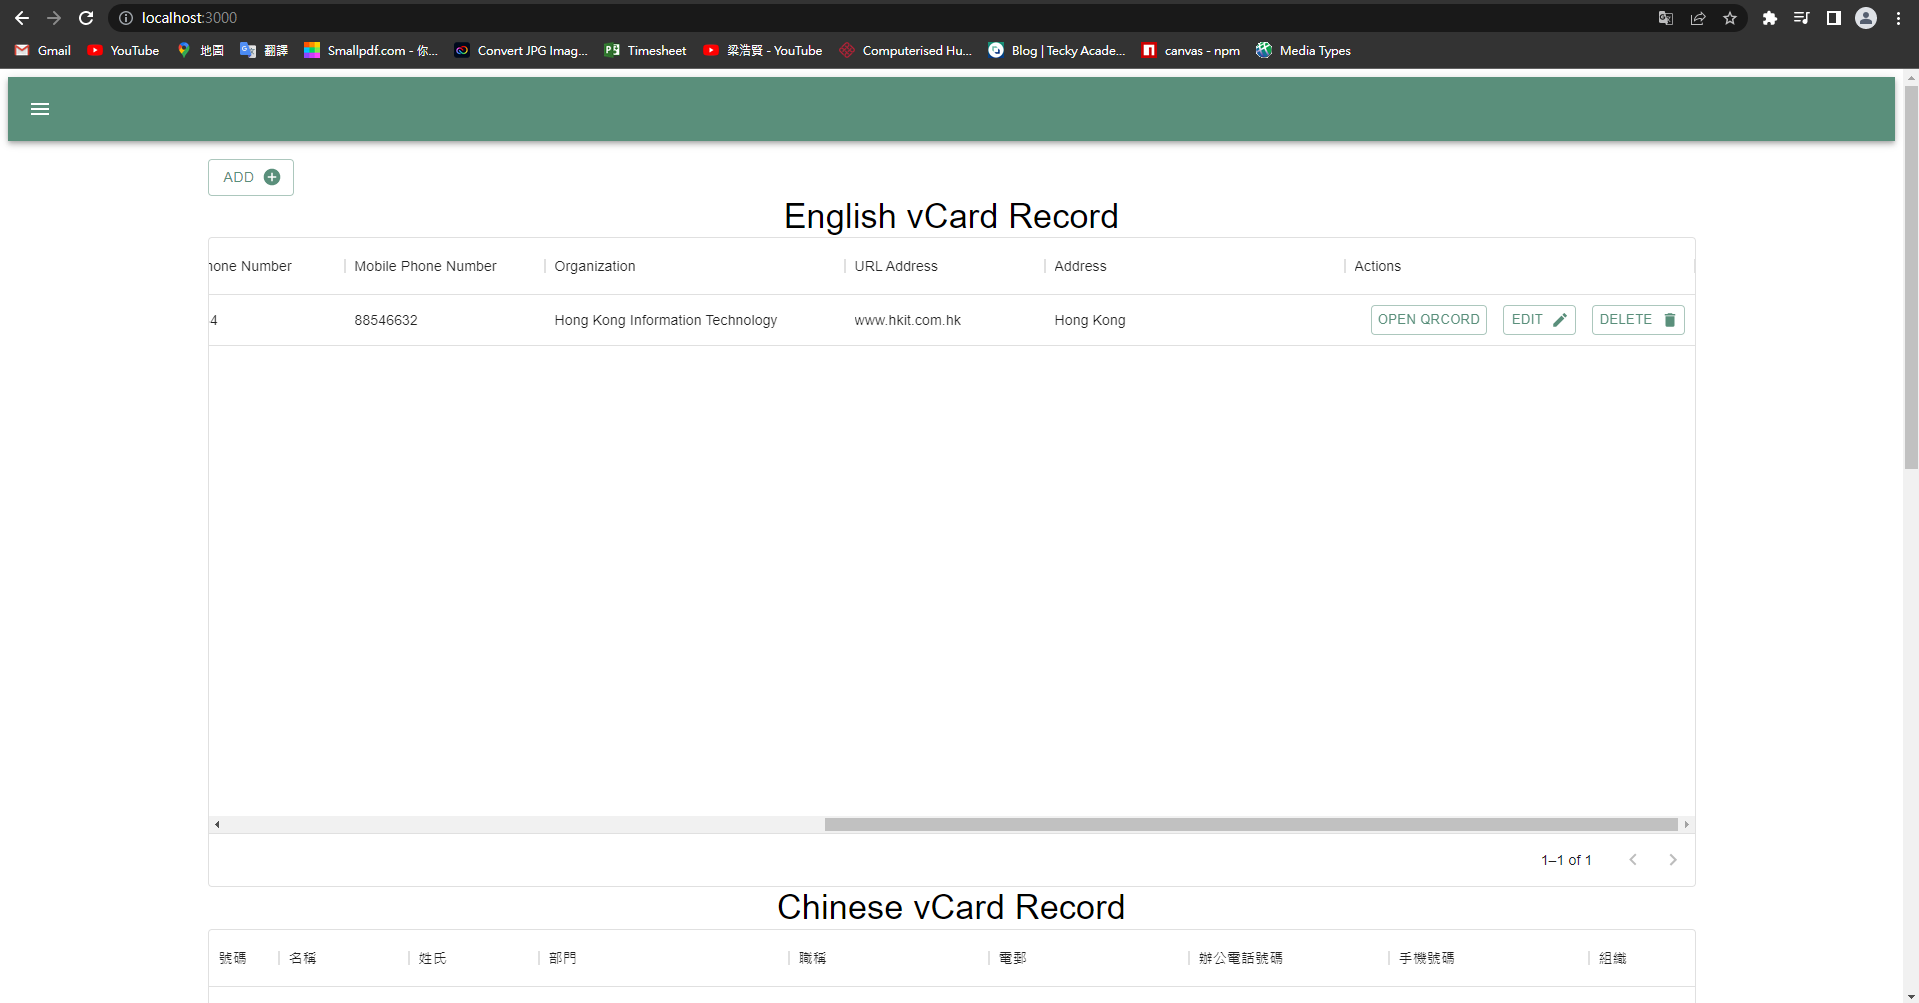 localhost:3000
Gmail YouTube 地圖 翻譯 Smallpdf.com - 你... Convert JPG Imag... Timesheet 梁浩賢 - YouTube Computerised Hu... Blog | Tecky Acade... canvas - npm Media Types
ADD
English vCard Record
hone Number Mobile Phone Number Organization URL Address Address Actions
4 88546632 Hong Kong Information Technology www.hkit.com.hk Hong Kong OPEN QRCORD EDIT DELETE
1–1 of 1
Chinese vCard Record
號碼 名稱 姓氏 部門 職稱 電郵 辦公電話號碼 手機號碼 組織